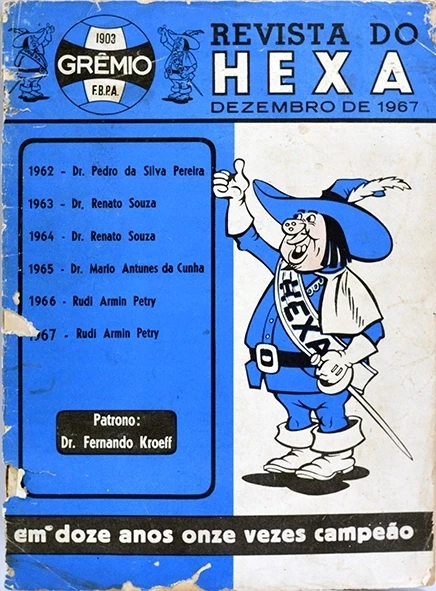 1903
GRÊMIO
F.B.P.A.
REVISTA DO
HEXA
DEZEMBRO DE 1967
1962 - Dr. Pedro da Silva Pereira
1963 - Dr. Renato Souza
1964 - Dr. Renato Souza
1965 - Dr. Mario Antunes da Cunha
1966 - Rudi Armin Petry
1967 - Rudi Armin Petry
HEXA
Patrono:
Dr. Fernando Kroeff
em doze anos onze vezes campeão